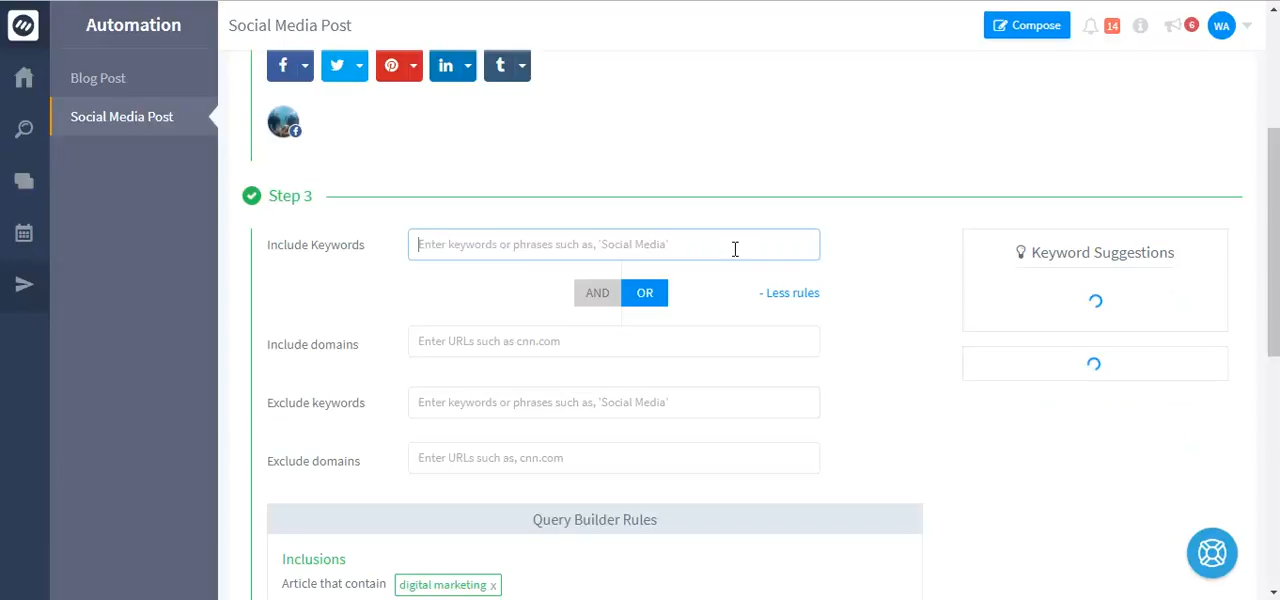 Automation
Social Media Post
Compose
14
6
WA
Blog Post
Social Media Post
Step 3
Include Keywords
Enter keywords or phrases such as, 'Social Media'
Keyword Suggestions
AND OR
- Less rules
Include domains
Enter URLs such as cnn.com
Exclude keywords
Enter keywords or phrases such as, 'Social Media'
Exclude domains
Enter URLs such as, cnn.com
Query Builder Rules
Inclusions
Article that contain digital marketing x